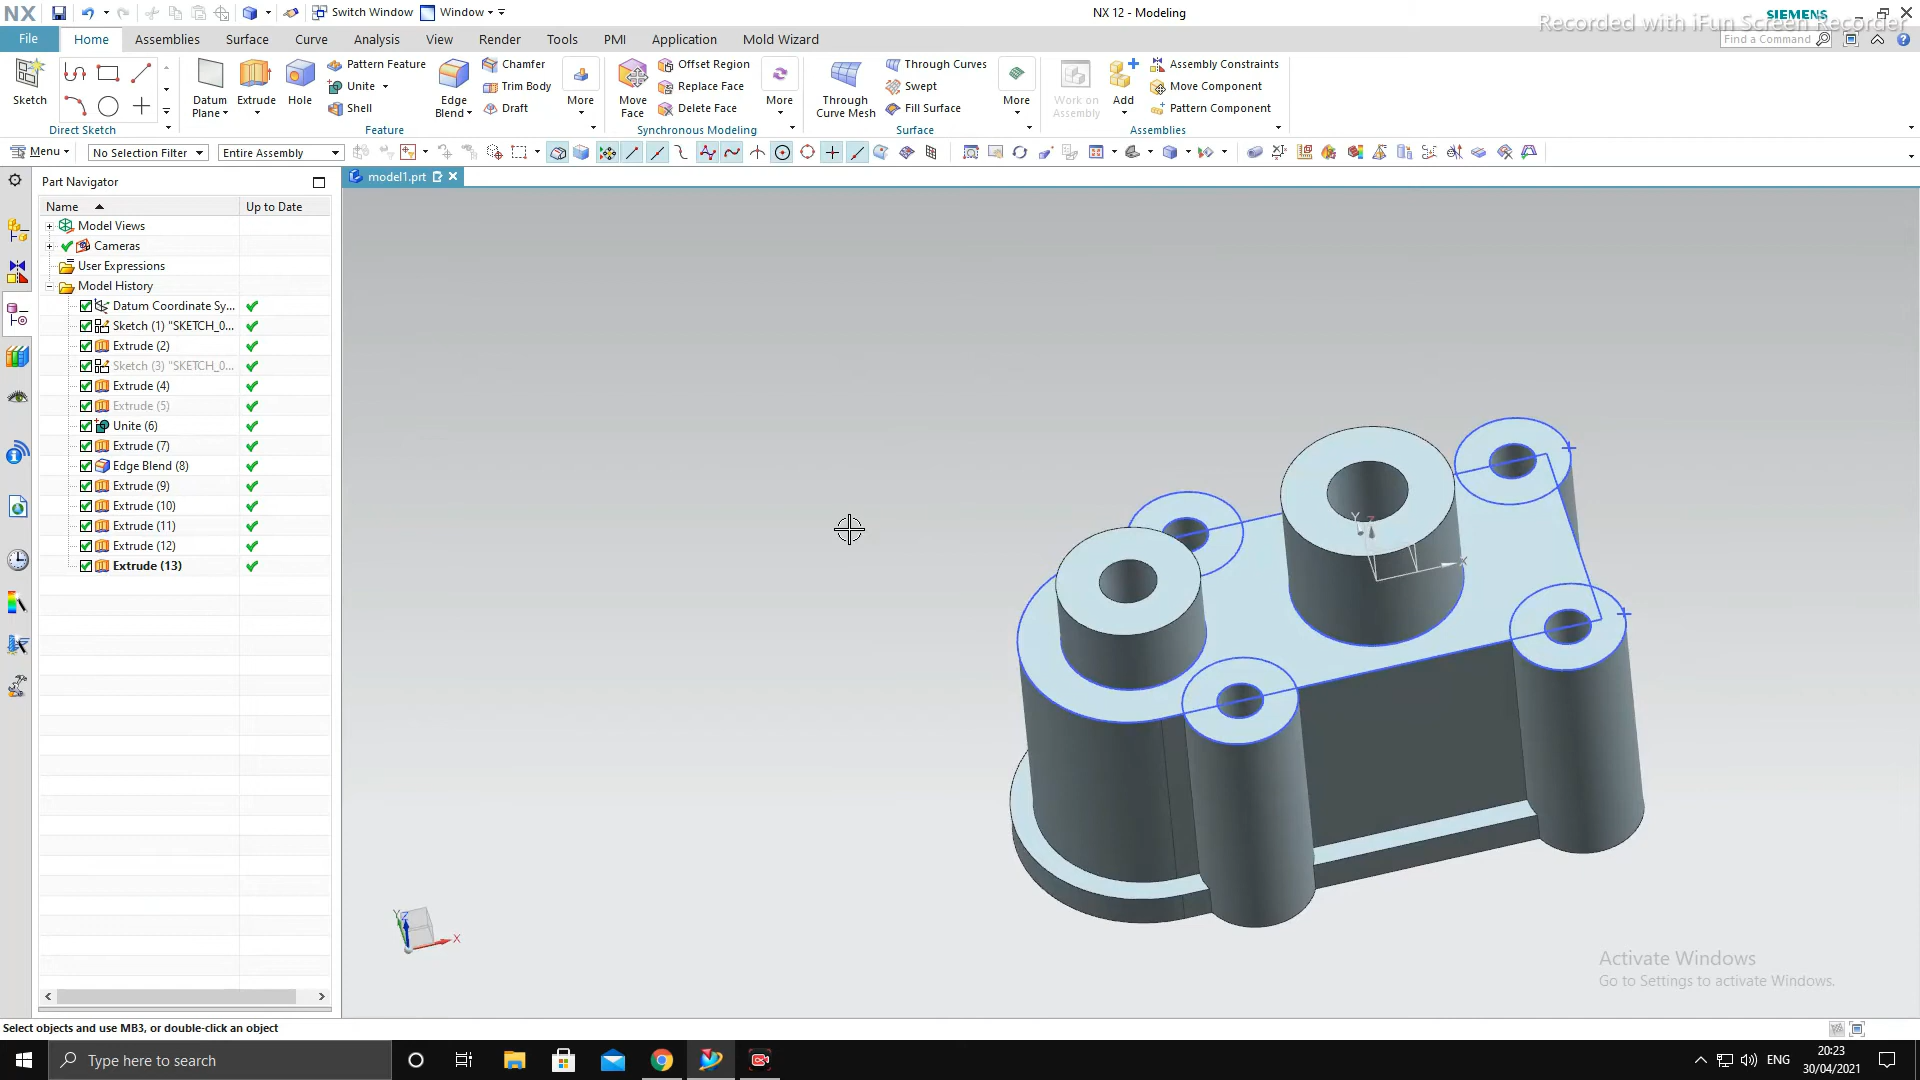 NX
Switch Window
Window
NX 12 - Modeling
SIEMENS
Recorded with iFun Screen Recorder
File
Home
Assemblies
Surface
Curve
Analysis
View
Render
Tools
PMI
Application
Mold Wizard
Find a Command
Sketch
Direct Sketch
Datum
Plane
Extrude
Hole
Pattern Feature
Unite
Shell
Edge
Blend
Chamfer
Trim Body
Draft
More
Feature
Move
Face
Offset Region
Replace Face
Delete Face
More
Synchronous Modeling
Through
Curve Mesh
Through Curves
Swept
Fill Surface
More
Surface
Work on
Assembly
Add
Assembly Constraints
Move Component
Pattern Component
Assemblies
Menu
No Selection Filter
Entire Assembly
Part Navigator
model1.prt
Name
Up to Date
Model Views
Cameras
User Expressions
Model History
Datum Coordinate Sy...
Sketch (1) "SKETCH_0...
Extrude (2)
Sketch (3) "SKETCH_0...
Extrude (4)
Extrude (5)
Unite (6)
Extrude (7)
Edge Blend (8)
Extrude (9)
Extrude (10)
Extrude (11)
Extrude (12)
Extrude (13)
Y
Z
X
Y
Z
X
Activate Windows
Go to Settings to activate Windows.
Select objects and use MB3, or double-click an object
Type here to search
ENG
20:23
30/04/2021